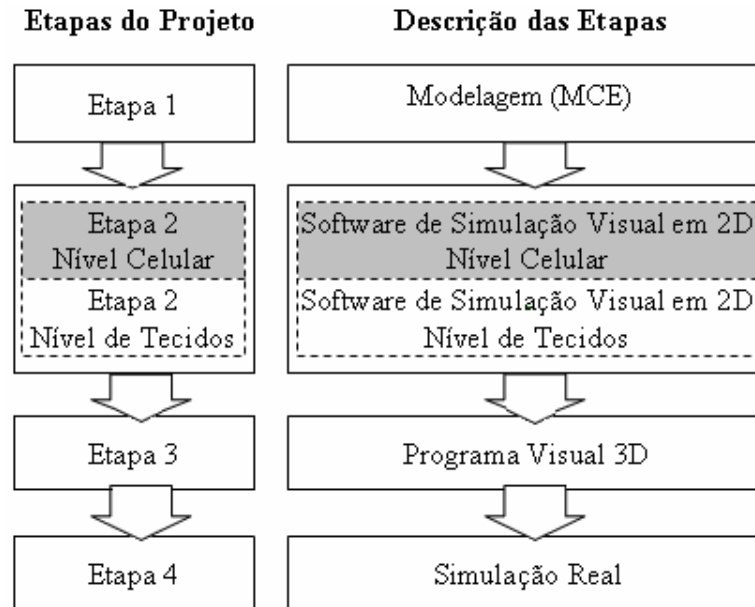 Etapas do Projeto
Descrição das Etapas
Etapa 1
Modelagem (MCE)
Etapa 2
Nível Celular
Software de Simulação Visual em 2D
Nível Celular
Etapa 2
Nível de Tecidos
Software de Simulação Visual em 2D
Nível de Tecidos
Etapa 3
Programa Visual 3D
Etapa 4
Simulação Real